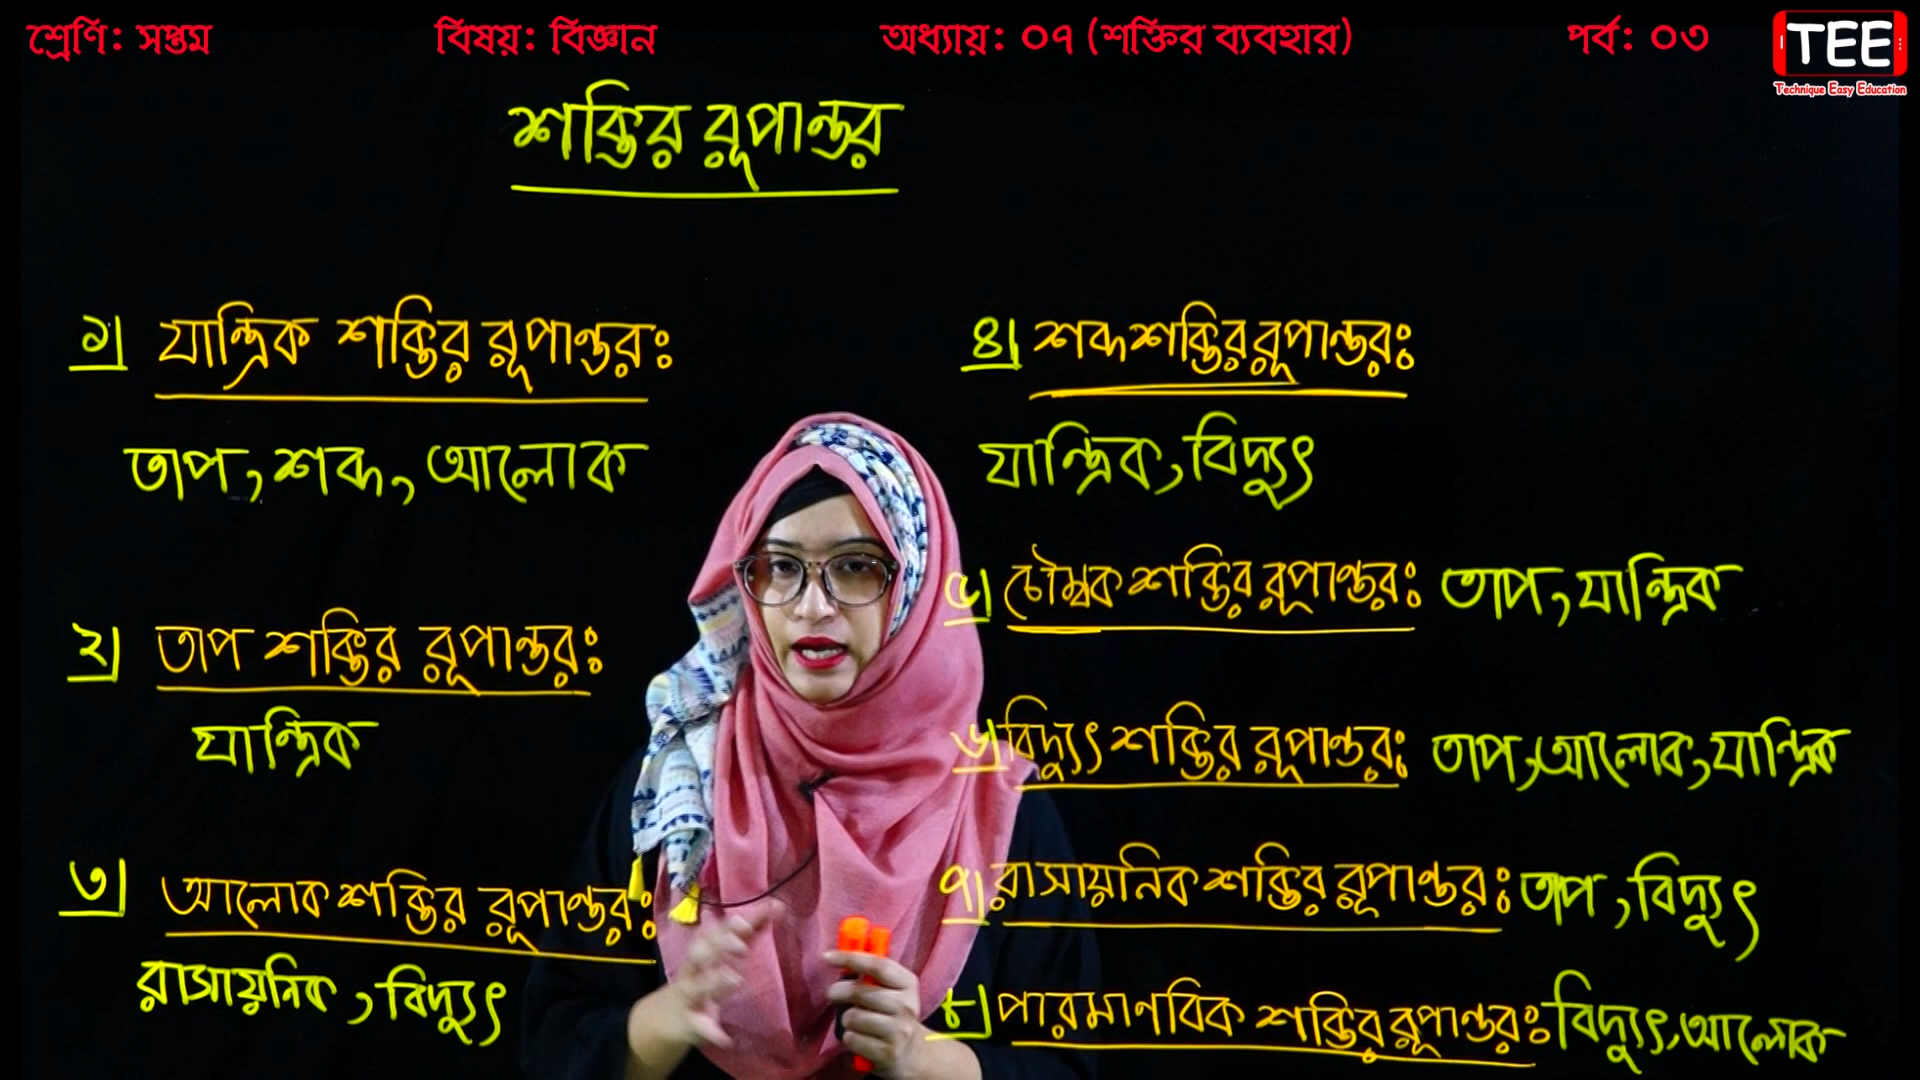 শ্রেণি: সপ্তম বিষয়: বিজ্ঞান অধ্যায়: ০৭ (শক্তির ব্যবহার) পর্ব: ০৩
TEE
Technique Easy Education
শক্তির রূপান্তর
১| যান্ত্রিক শক্তির রূপান্তরঃ
তাপ, শব্দ, আলোক
২| তাপ শক্তির রূপান্তরঃ
যান্ত্রিক
৩| আলোক শক্তির রূপান্তরঃ
রাসায়নিক, বিদ্যুৎ
৪| শব্দ শক্তির রূপান্তরঃ
যান্ত্রিক, বিদ্যুৎ
৫| চৌম্বক শক্তির রূপান্তরঃ তাপ, যান্ত্রিক
৬| বিদ্যুৎ শক্তির রূপান্তরঃ তাপ, আলোক, যান্ত্রিক
৭| রাসায়নিক শক্তির রূপান্তরঃ তাপ, বিদ্যুৎ
৮| পারমাণবিক শক্তির রূপান্তরঃ বিদ্যুৎ, আলোক